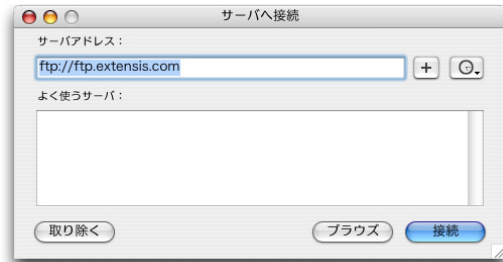 サーバへ接続
サーバアドレス：
ftp://ftp.extensis.com
よく使うサーバ：
取り除く
ブラウズ
接続